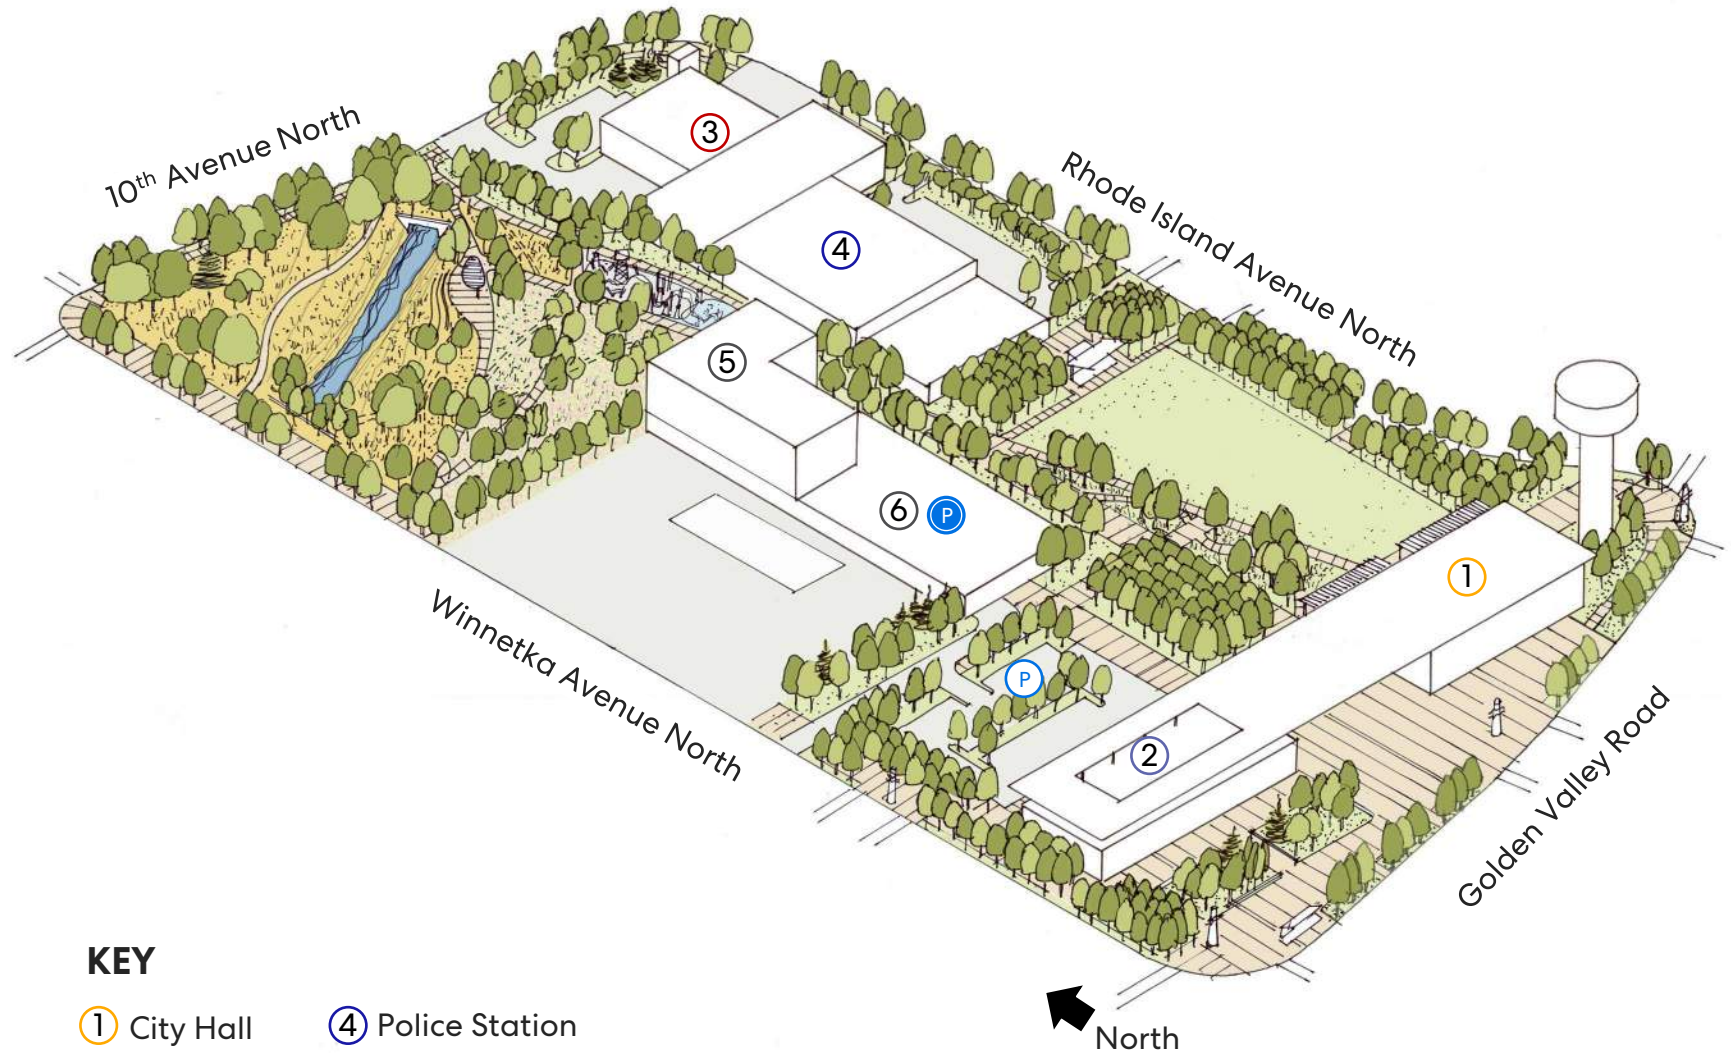 10th Avenue North
3
Rhode Island Avenue North
4
5
6 P
1
Winnetka Avenue North
P
2
Golden Valley Road
KEY
1 City Hall
4 Police Station
North